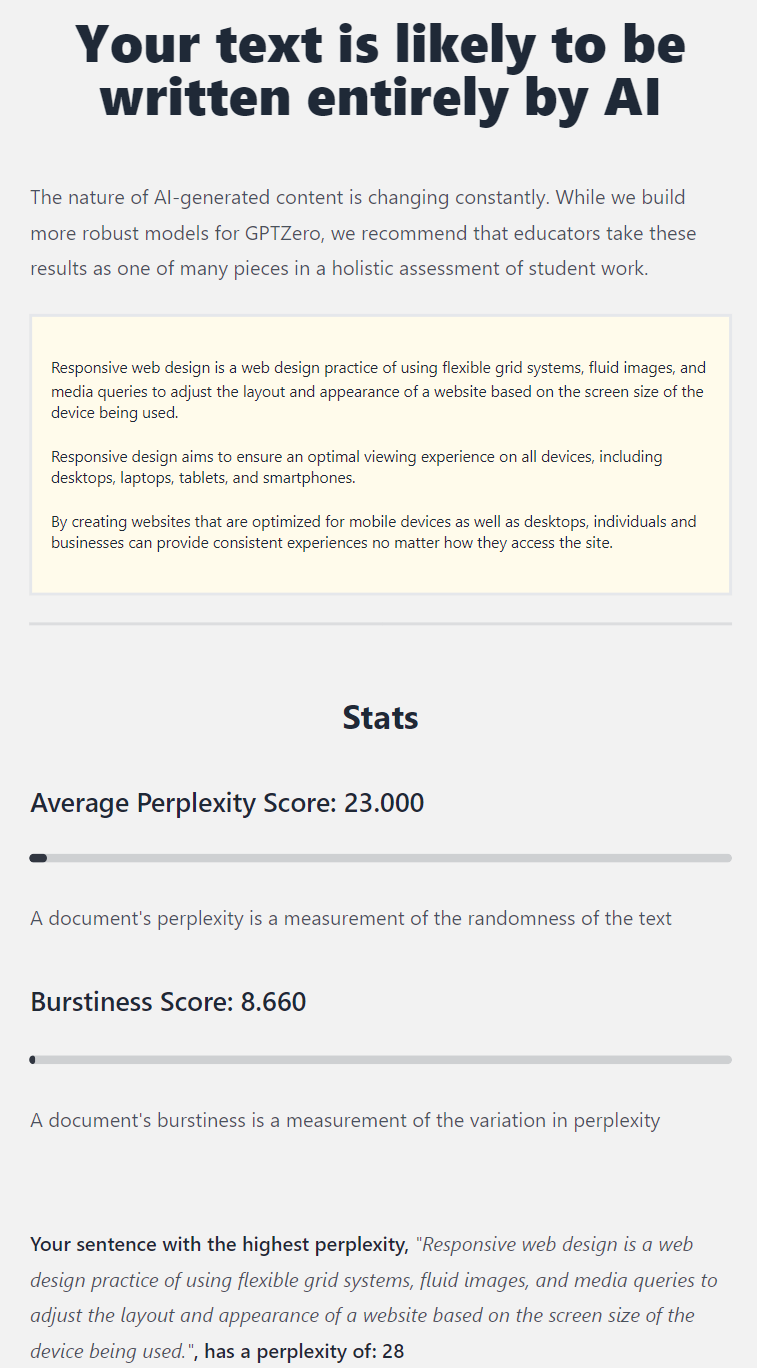 Your text is likely to be
written entirely by AI
The nature of AI-generated content is changing constantly. While we build
more robust models for GPTZero, we recommend that educators take these
results as one of many pieces in a holistic assessment of student work.
Responsive web design is a web design practice of using flexible grid systems, fluid images, and
media queries to adjust the layout and appearance of a website based on the screen size of the
device being used.
Responsive design aims to ensure an optimal viewing experience on all devices, including
desktops, laptops, tablets, and smartphones.
By creating websites that are optimized for mobile devices as well as desktops, individuals and
businesses can provide consistent experiences no matter how they access the site.
Stats
Average Perplexity Score: 23.000
A document's perplexity is a measurement of the randomness of the text
Burstiness Score: 8.660
A document's burstiness is a measurement of the variation in perplexity
Your sentence with the highest perplexity, "Responsive web design is a web
design practice of using flexible grid systems, fluid images, and media queries to
adjust the layout and appearance of a website based on the screen size of the
device being used.", has a perplexity of: 28